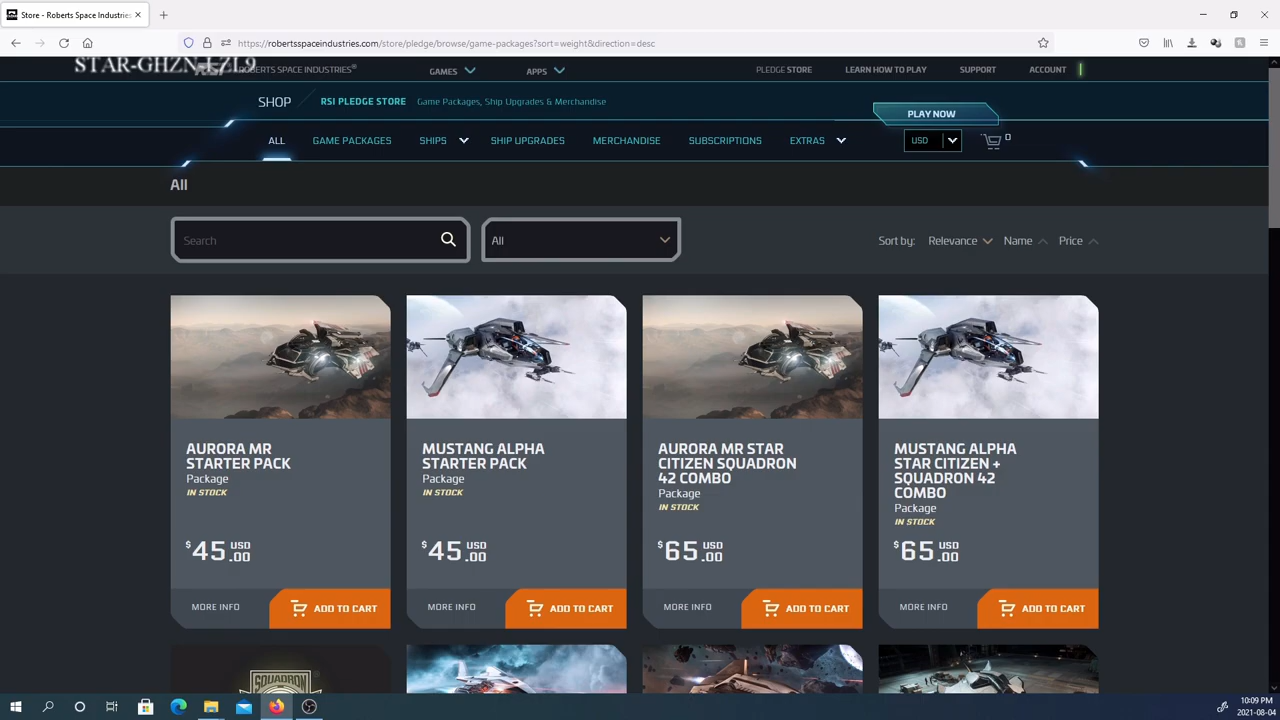 Store - Roberts Space Industries
https://robertsspaceindustries.com/store/pledge/browse/game-packages?sort=weight&direction=desc
ROBERTS SPACE INDUSTRIES®
GAMES
APPS
PLEDGE STORE
LEARN HOW TO PLAY
SUPPORT
ACCOUNT
SHOP
RSI PLEDGE STORE
Game Packages, Ship Upgrades & Merchandise
PLAY NOW
ALL
GAME PACKAGES
SHIPS
SHIP UPGRADES
MERCHANDISE
SUBSCRIPTIONS
EXTRAS
USD
0
All
Search
All
Sort by:
Relevance
Name
Price
AURORA MR
STARTER PACK
Package
IN STOCK
$45 USD .00
MORE INFO
ADD TO CART
MUSTANG ALPHA
STARTER PACK
Package
IN STOCK
$45 USD .00
MORE INFO
ADD TO CART
AURORA MR STAR
CITIZEN SQUADRON
42 COMBO
Package
IN STOCK
$65 USD .00
MORE INFO
ADD TO CART
MUSTANG ALPHA
STAR CITIZEN +
SQUADRON 42
COMBO
Package
IN STOCK
$65 USD .00
MORE INFO
ADD TO CART
SQUADRON
10:09 PM
2021-08-04